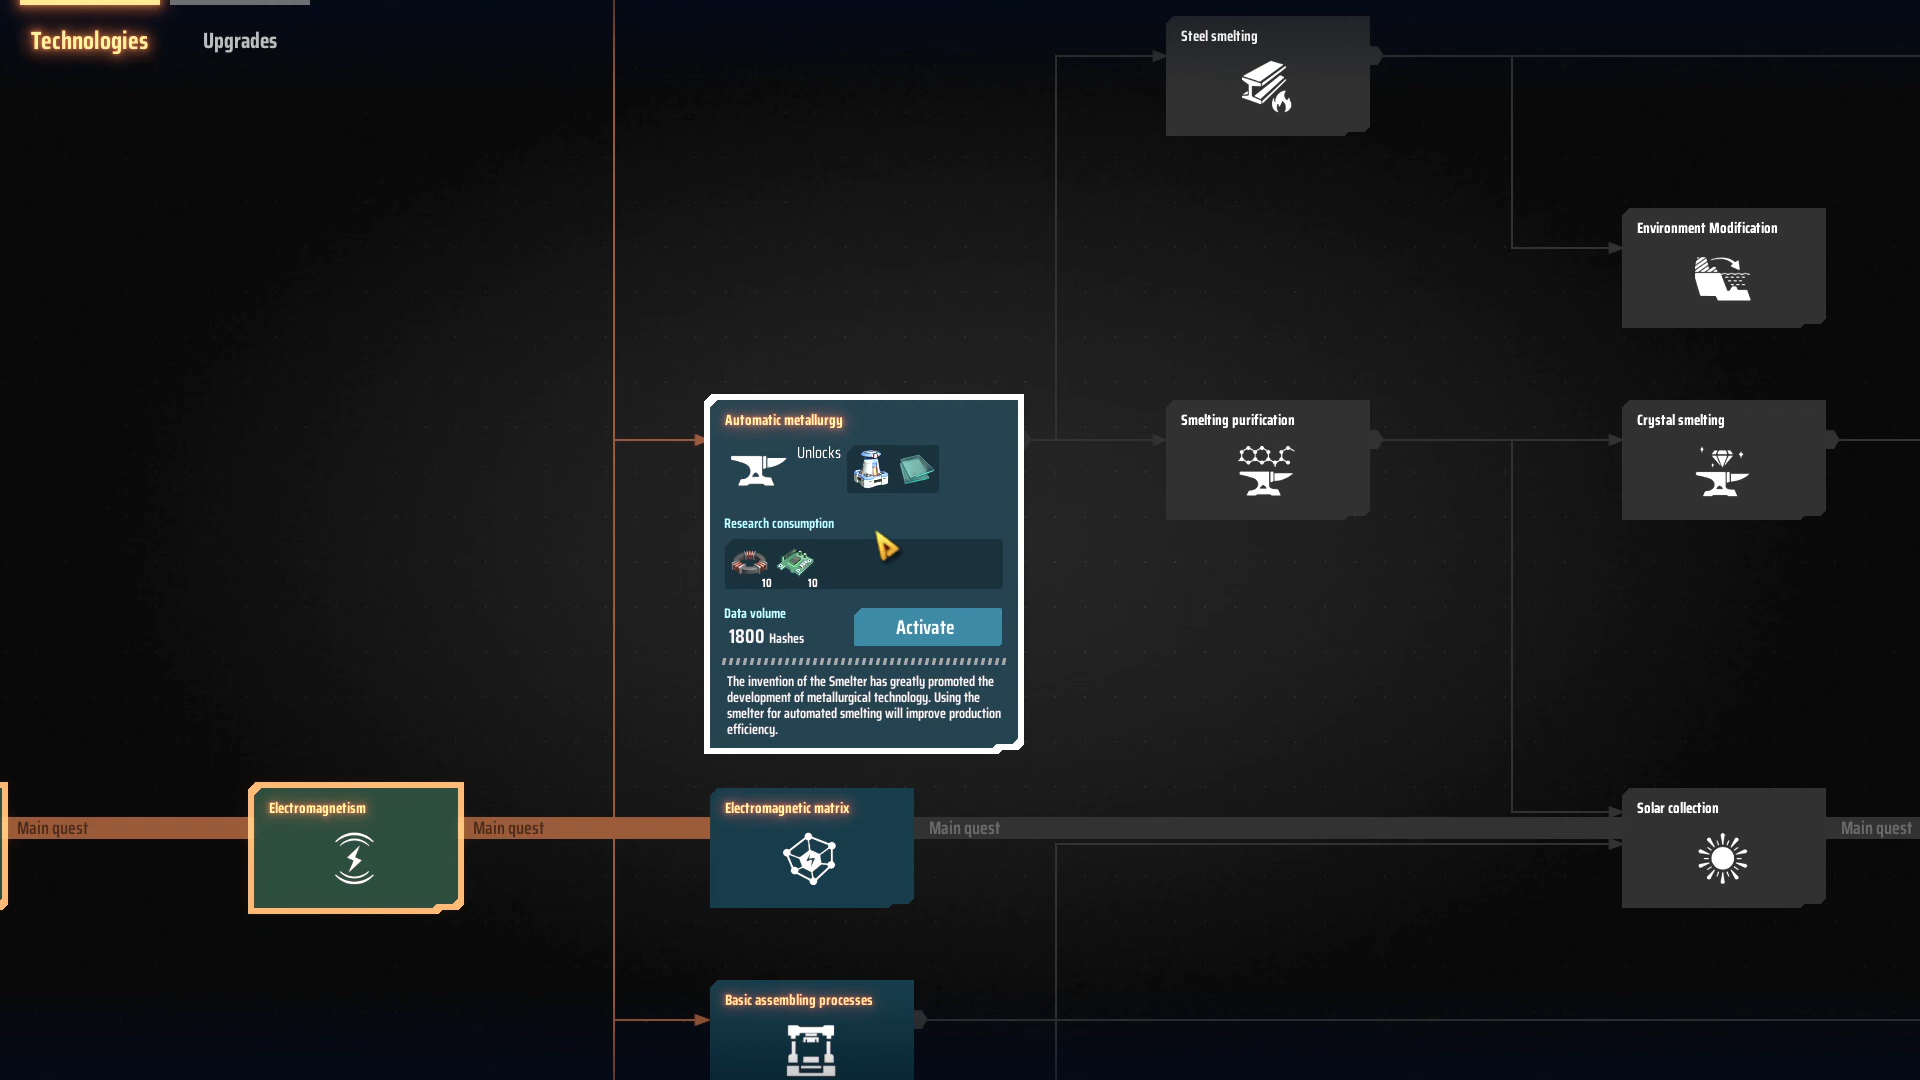 Technologies
Upgrades
Steel smelting
Environment Modification
Automatic metallurgy
Unlocks
Research consumption
10
10
Data volume
1800 Hashes
Activate
The invention of the Smelter has greatly promoted the
development of metallurgical technology. Using the
smelter for automated smelting will improve production
efficiency.
Smelting purification
Crystal smelting
Main quest
Electromagnetism
Main quest
Electromagnetic matrix
Main quest
Solar collection
Main quest
Basic assembling processes